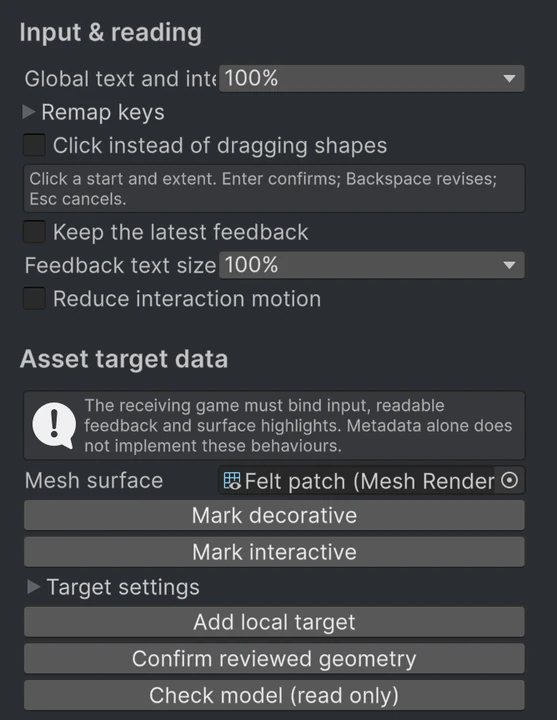 Input & reading
Global text and inte
100%
Remap keys
Click instead of dragging shapes
Click a start and extent. Enter confirms; Backspace revises;
Esc cancels.
Keep the latest feedback
Feedback text size
100%
Reduce interaction motion
Asset target data
The receiving game must bind input, readable
feedback and surface highlights. Metadata alone does
not implement these behaviours.
Mesh surface
Felt patch (Mesh Render
Mark decorative
Mark interactive
Target settings
Add local target
Confirm reviewed geometry
Check model (read only)